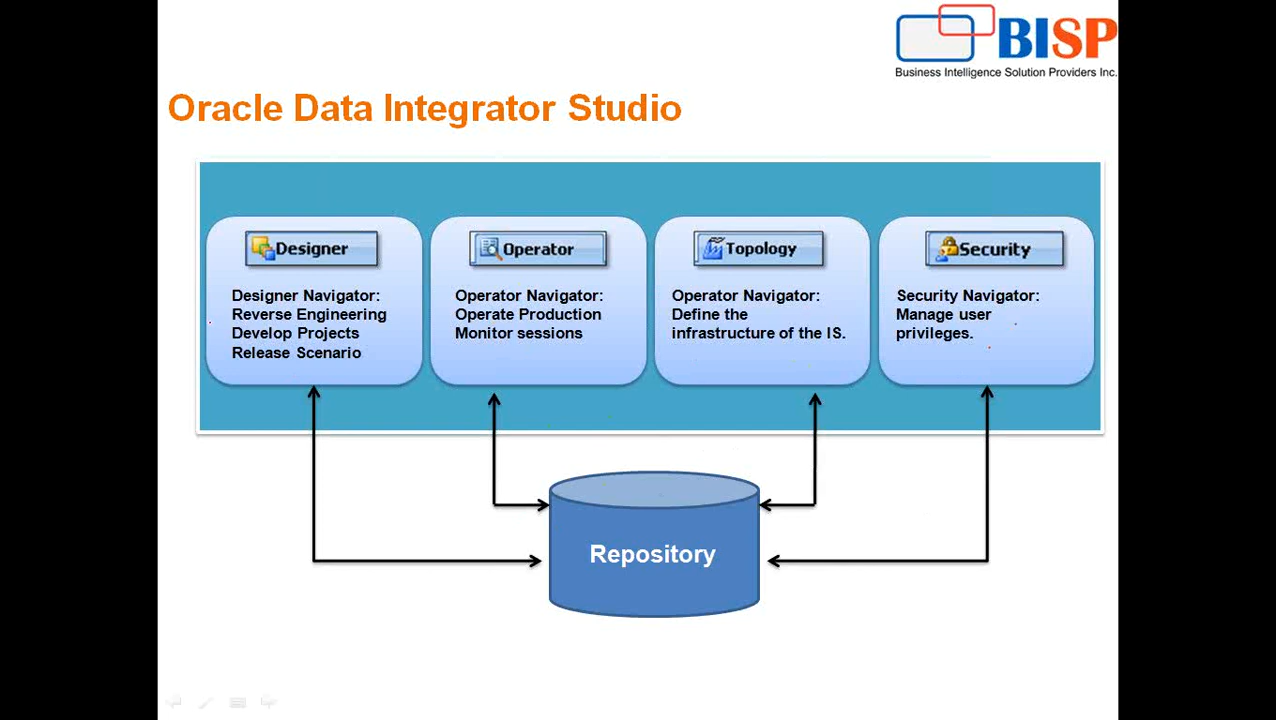 BISP
Business Intelligence Solution Providers Inc.
Oracle Data Integrator Studio
Designer
Designer Navigator:
Reverse Engineering
Develop Projects
Release Scenario
Operator
Operator Navigator:
Operate Production
Monitor sessions
Topology
Operator Navigator:
Define the
infrastructure of the IS.
Security
Security Navigator:
Manage user
privileges.
Repository